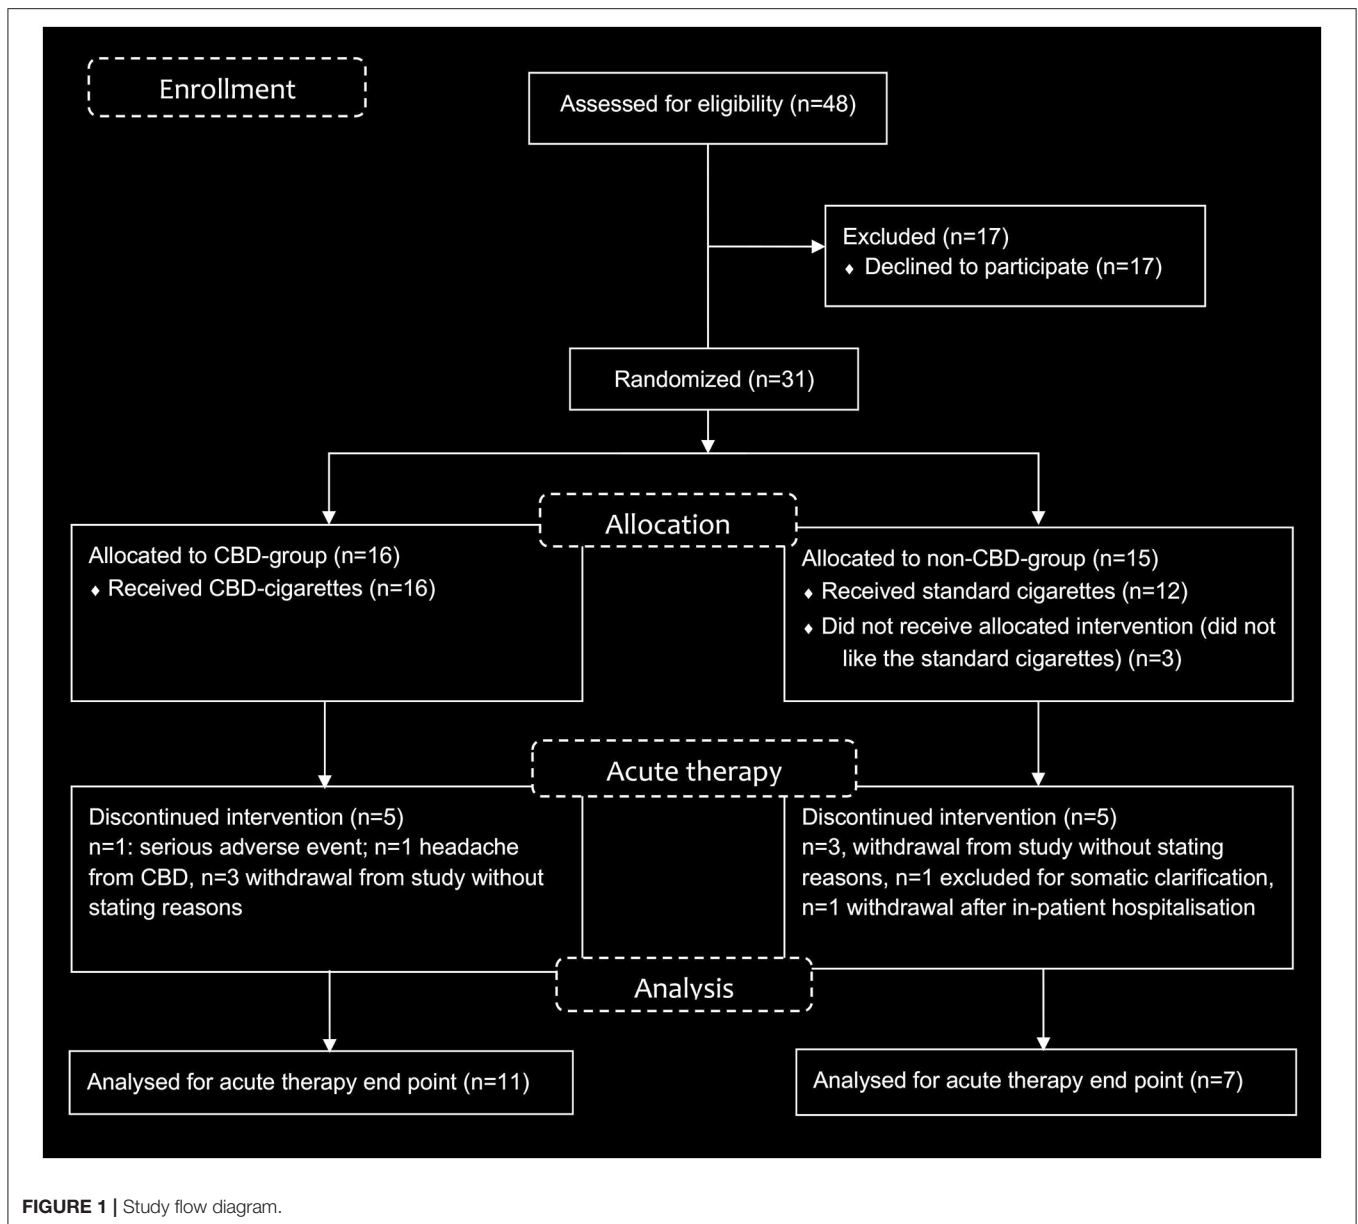 Enrollment
Assessed for eligibility (n=48)
Excluded (n=17)
♦ Declined to participate (n=17)
Randomized (n=31)
Allocation
Allocated to CBD-group (n=16)
♦ Received CBD-cigarettes (n=16)
Allocated to non-CBD-group (n=15)
♦ Received standard cigarettes (n=12)
♦ Did not receive allocated intervention (did not
like the standard cigarettes) (n=3)
Acute therapy
Discontinued intervention (n=5)
n=1: serious adverse event; n=1 headache
from CBD, n=3 withdrawal from study without
stating reasons
Discontinued intervention (n=5)
n=3, withdrawal from study without stating
reasons, n=1 excluded for somatic clarification,
n=1 withdrawal after in-patient hospitalisation
Analysis
Analysed for acute therapy end point (n=11)
Analysed for acute therapy end point (n=7)
FIGURE 1 | Study flow diagram.